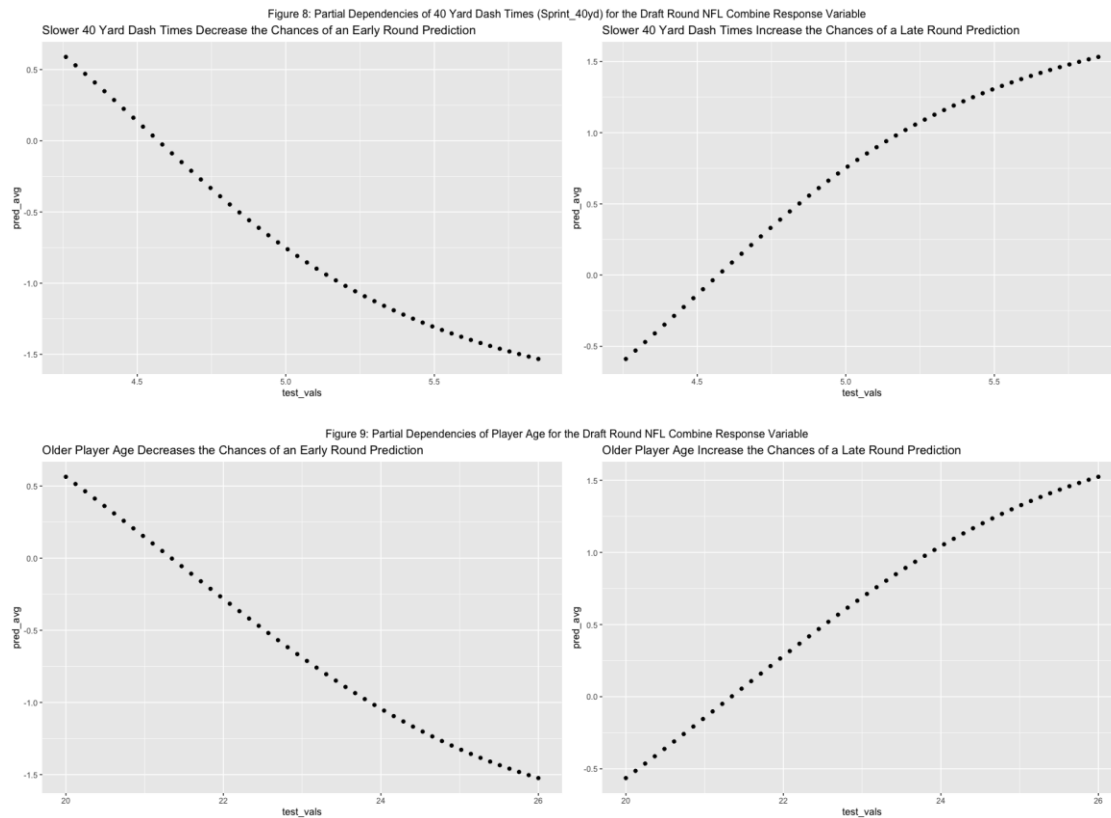 Figure 8: Partial Dependencies of 40 Yard Dash Times (Sprint_40yd) for the Draft Round NFL Combine Response Variable
Slower 40 Yard Dash Times Decrease the Chances of an Early Round Prediction
pred_avg
0.5
0.0
-0.5
-1.0
-1.5
4.5 5.0 5.5
test_vals
Slower 40 Yard Dash Times Increase the Chances of a Late Round Prediction
pred_avg
1.5
1.0
0.5
0.0
-0.5
4.5 5.0 5.5
test_vals
Figure 9: Partial Dependencies of Player Age for the Draft Round NFL Combine Response Variable
Older Player Age Decreases the Chances of an Early Round Prediction
pred_avg
0.5
0.0
-0.5
-1.0
-1.5
20 22 24 26
test_vals
Older Player Age Increase the Chances of a Late Round Prediction
pred_avg
1.5
1.0
0.5
0.0
-0.5
20 22 24 26
test_vals